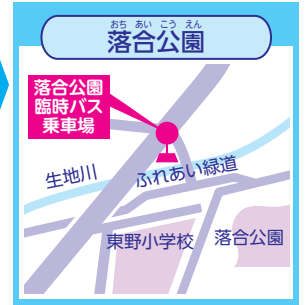 おち あい こう えん
落合公園
落合公園
臨時バス
乗車場
生地川
ふれあい緑道
東野小学校
落合公園